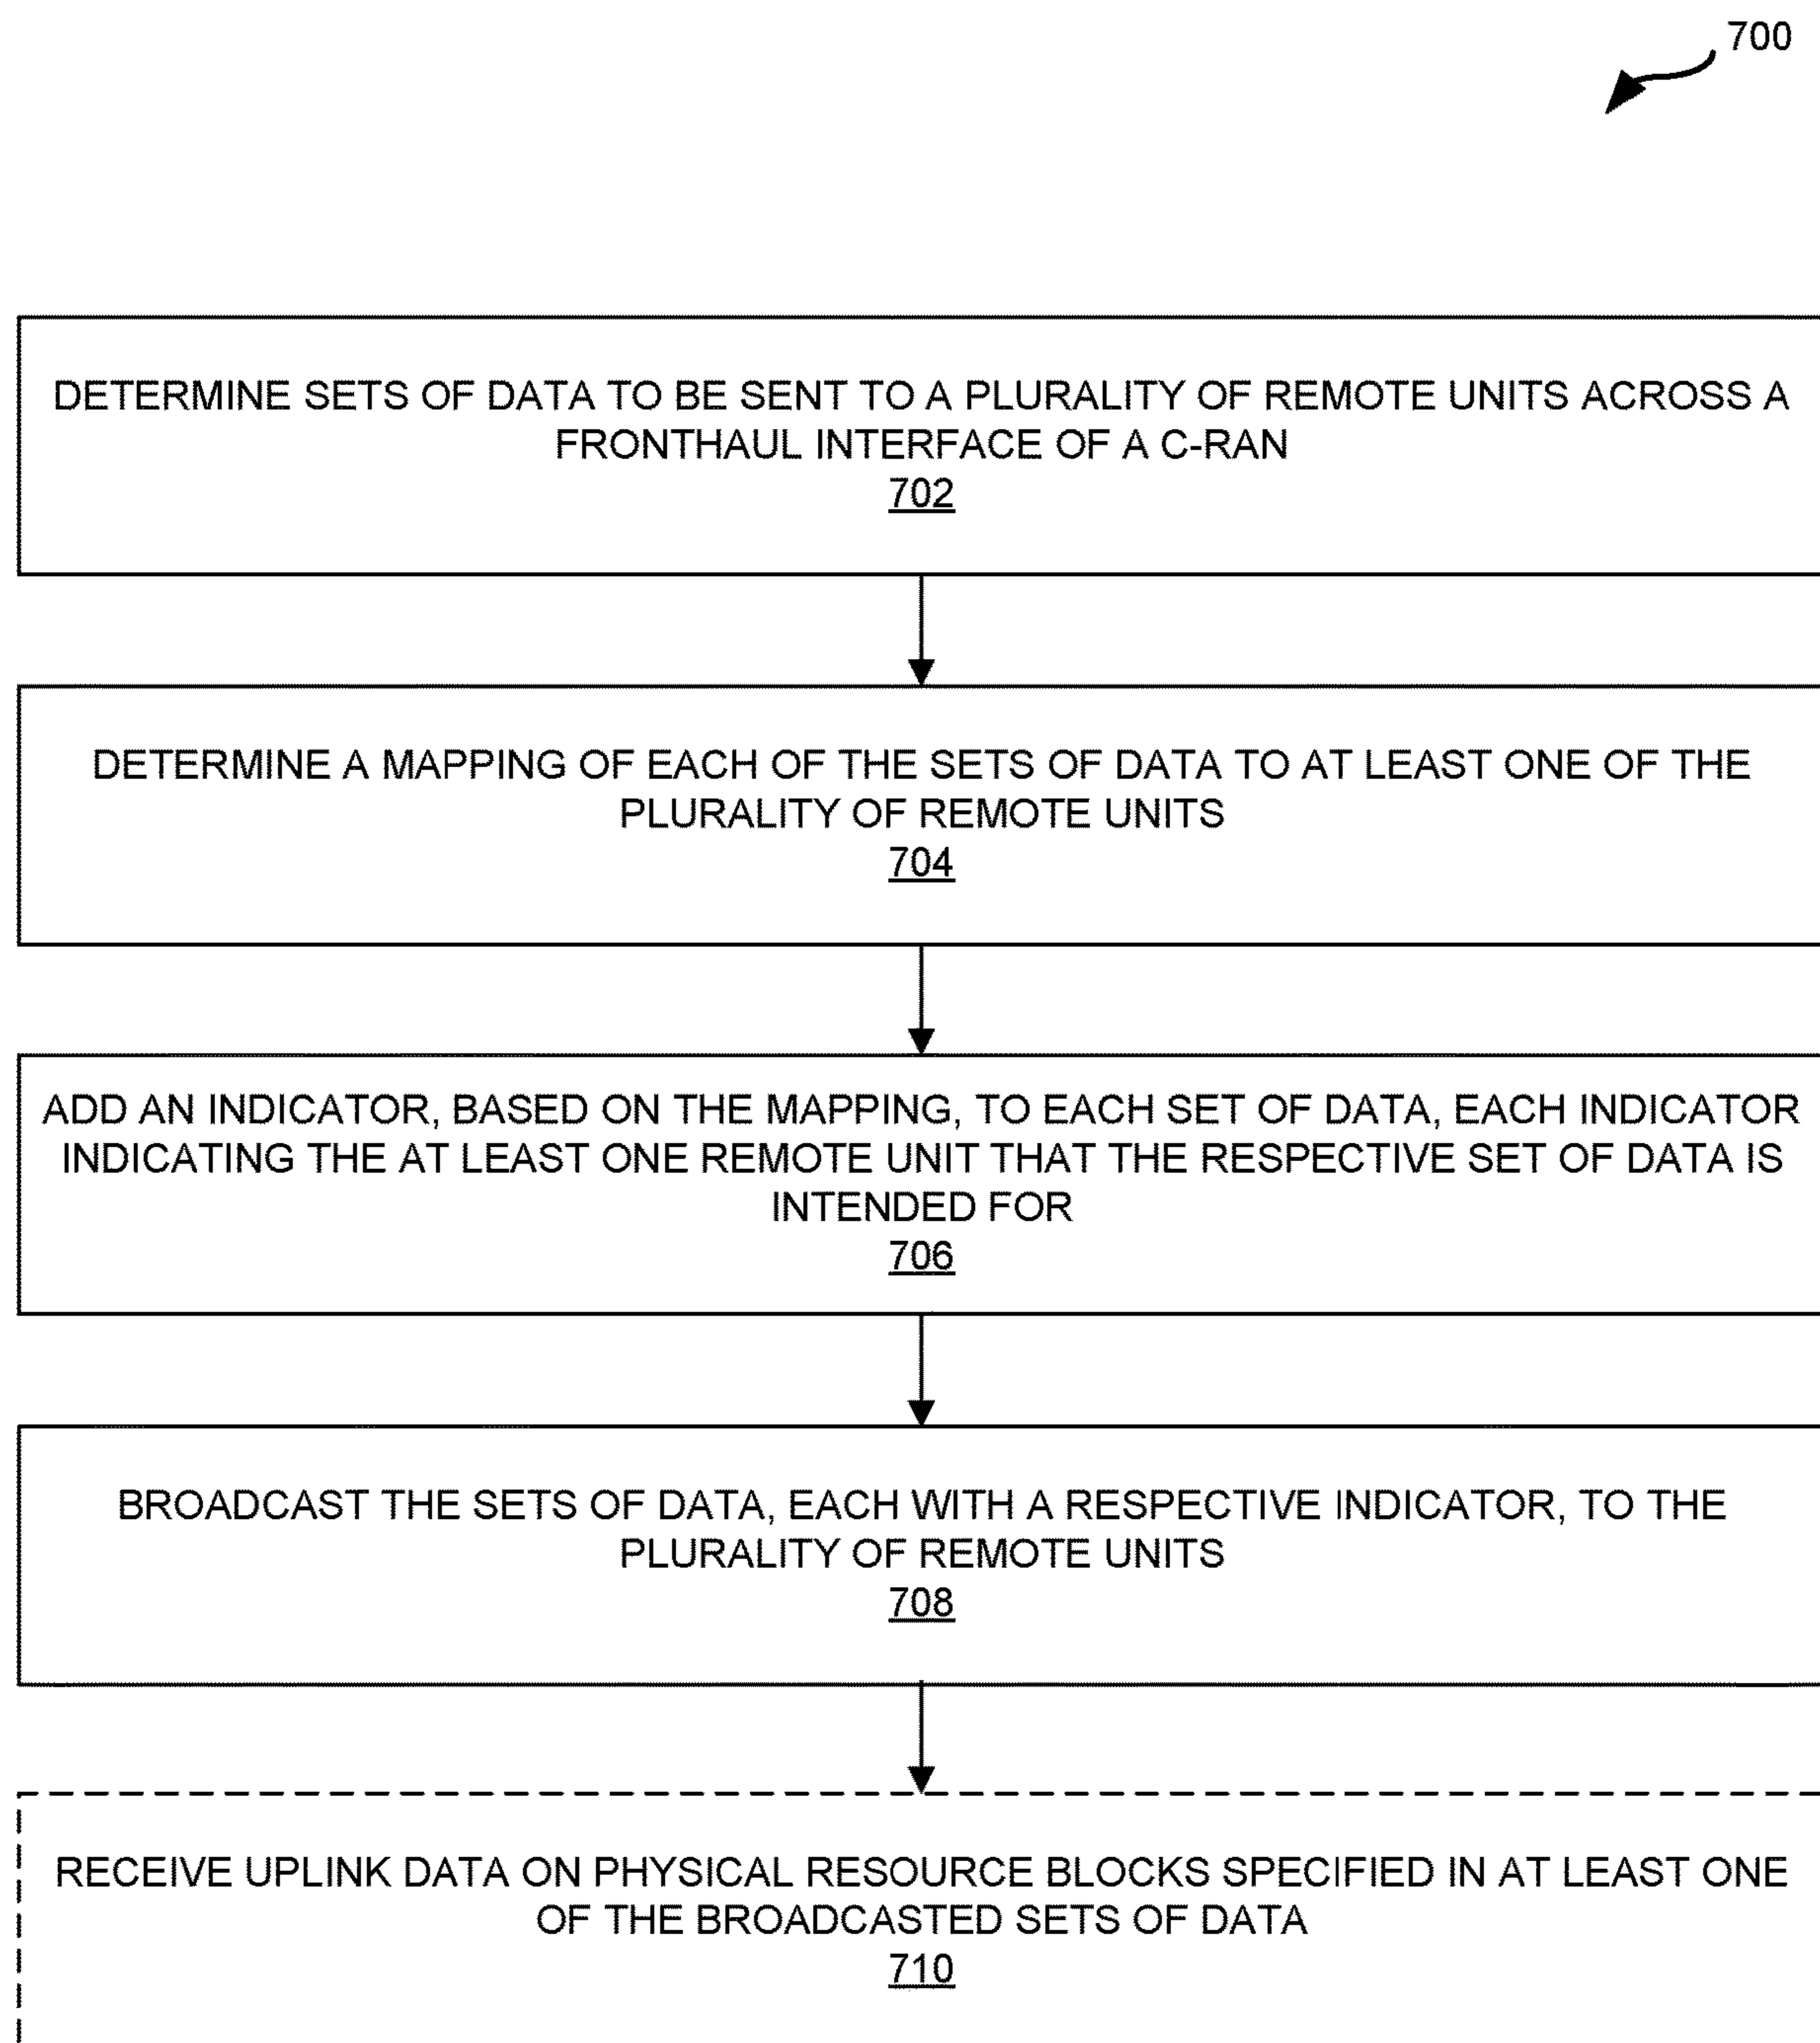 700
DETERMINE SETS OF DATA TO BE SENT TO A PLURALITY OF REMOTE UNITS ACROSS A
FRONTHAUL INTERFACE OF A C-RAN
702
DETERMINE A MAPPING OF EACH OF THE SETS OF DATA TO AT LEAST ONE OF THE
PLURALITY OF REMOTE UNITS
704
ADD AN INDICATOR, BASED ON THE MAPPING, TO EACH SET OF DATA, EACH INDICATOR
INDICATING THE AT LEAST ONE REMOTE UNIT THAT THE RESPECTIVE SET OF DATA IS
INTENDED FOR
706
BROADCAST THE SETS OF DATA, EACH WITH A RESPECTIVE INDICATOR, TO THE
PLURALITY OF REMOTE UNITS
708
RECEIVE UPLINK DATA ON PHYSICAL RESOURCE BLOCKS SPECIFIED IN AT LEAST ONE
OF THE BROADCASTED SETS OF DATA
710